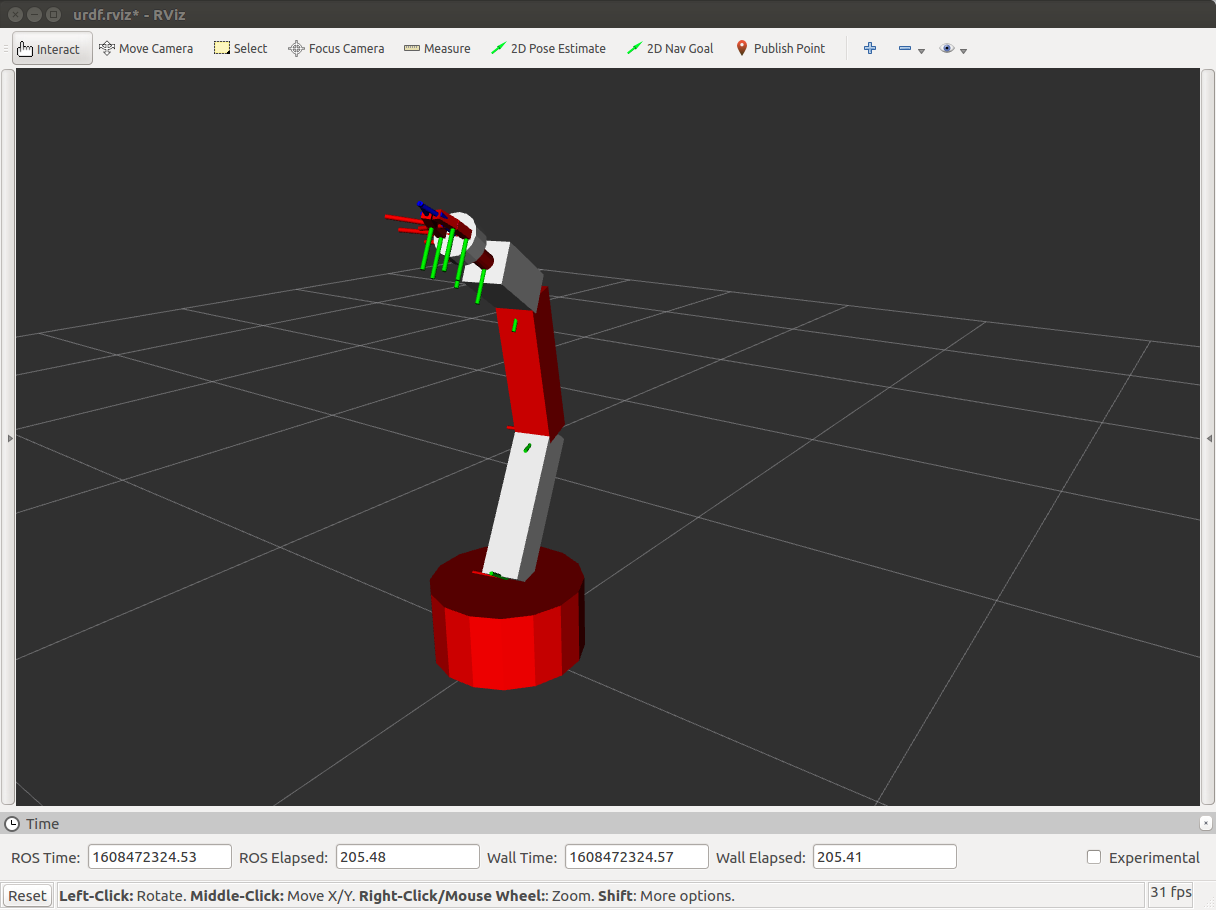 urdf.rviz* - RViz
Interact Move Camera Select Focus Camera Measure 2D Pose Estimate 2D Nav Goal Publish Point
Time
ROS Time: 1608472324.53 ROS Elapsed: 205.48 Wall Time: 1608472324.57 Wall Elapsed: 205.41 Experimental
Reset Left-Click: Rotate. Middle-Click: Move X/Y. Right-Click/Mouse Wheel:: Zoom. Shift: More options. 31 fps